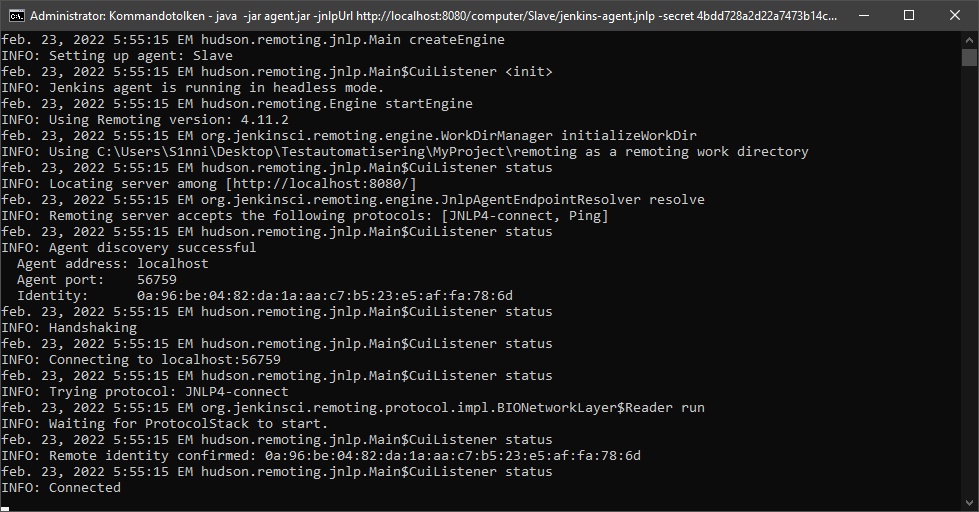 Administrator: Kommandotolken - java  -jar agent.jar -jnlpUrl http://localhost:8080/computer/Slave/jenkins-agent.jnlp -secret 4bdd728a2d22a7473b14c...
feb. 23, 2022 5:55:15 EM hudson.remoting.jnlp.Main createEngine
INFO: Setting up agent: Slave
feb. 23, 2022 5:55:15 EM hudson.remoting.jnlp.Main$CuiListener <init>
INFO: Jenkins agent is running in headless mode.
feb. 23, 2022 5:55:15 EM hudson.remoting.Engine startEngine
INFO: Using Remoting version: 4.11.2
feb. 23, 2022 5:55:15 EM org.jenkinsci.remoting.engine.WorkDirManager initializeWorkDir
INFO: Using C:\Users\S1nni\Desktop\Testautomatisering\MyProject\remoting as a remoting work directory
feb. 23, 2022 5:55:15 EM hudson.remoting.jnlp.Main$CuiListener status
INFO: Locating server among [http://localhost:8080/]
feb. 23, 2022 5:55:15 EM org.jenkinsci.remoting.engine.JnlpAgentEndpointResolver resolve
INFO: Remoting server accepts the following protocols: [JNLP4-connect, Ping]
feb. 23, 2022 5:55:15 EM hudson.remoting.jnlp.Main$CuiListener status
INFO: Agent discovery successful
  Agent address: localhost
  Agent port:    56759
  Identity:      0a:96:be:04:82:da:1a:aa:c7:b5:23:e5:af:fa:78:6d
feb. 23, 2022 5:55:15 EM hudson.remoting.jnlp.Main$CuiListener status
INFO: Handshaking
feb. 23, 2022 5:55:15 EM hudson.remoting.jnlp.Main$CuiListener status
INFO: Connecting to localhost:56759
feb. 23, 2022 5:55:15 EM hudson.remoting.jnlp.Main$CuiListener status
INFO: Trying protocol: JNLP4-connect
feb. 23, 2022 5:55:15 EM org.jenkinsci.remoting.protocol.impl.BIONetworkLayer$Reader run
INFO: Waiting for ProtocolStack to start.
feb. 23, 2022 5:55:15 EM hudson.remoting.jnlp.Main$CuiListener status
INFO: Remote identity confirmed: 0a:96:be:04:82:da:1a:aa:c7:b5:23:e5:af:fa:78:6d
feb. 23, 2022 5:55:15 EM hudson.remoting.jnlp.Main$CuiListener status
INFO: Connected